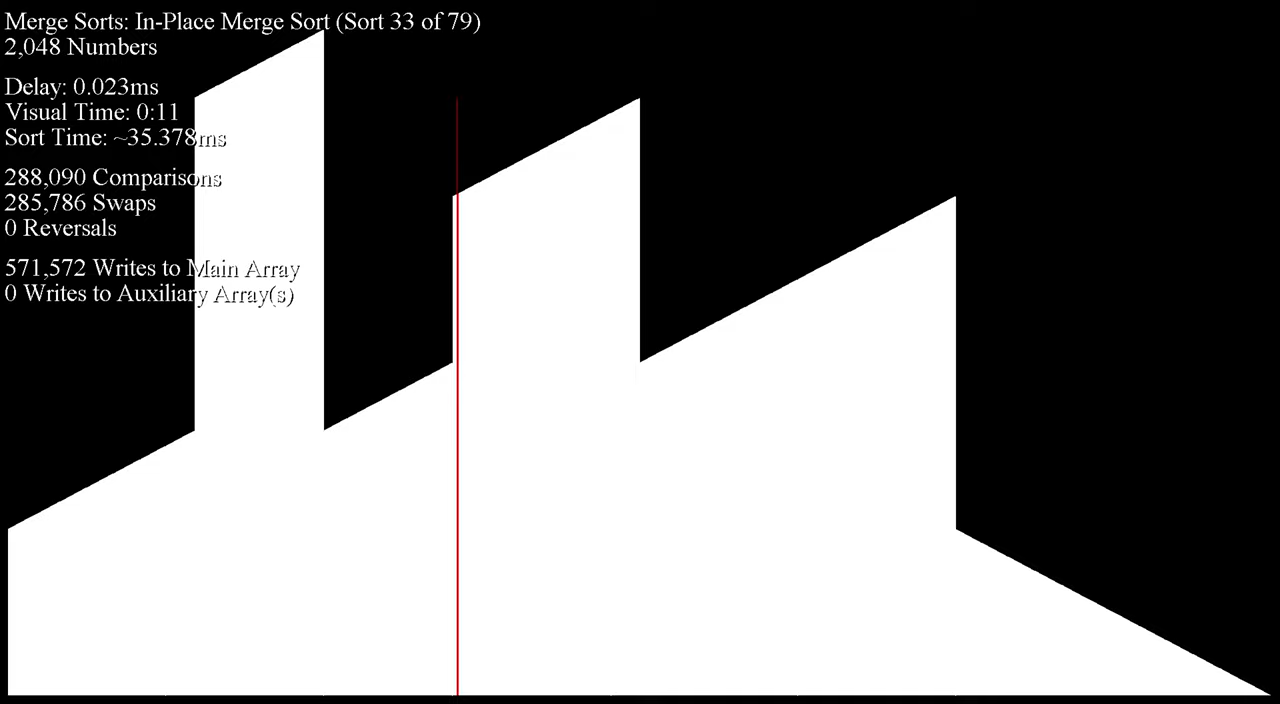 Merge Sorts: In-Place Merge Sort (Sort 33 of 79)
2,048 Numbers
Delay: 0.023ms
Visual Time: 0:11
Sort Time: ~35.378ms
288,090 Comparisons
285,786 Swaps
0 Reversals
571,572 Writes to Main Array
0 Writes to Auxiliary Array(s)